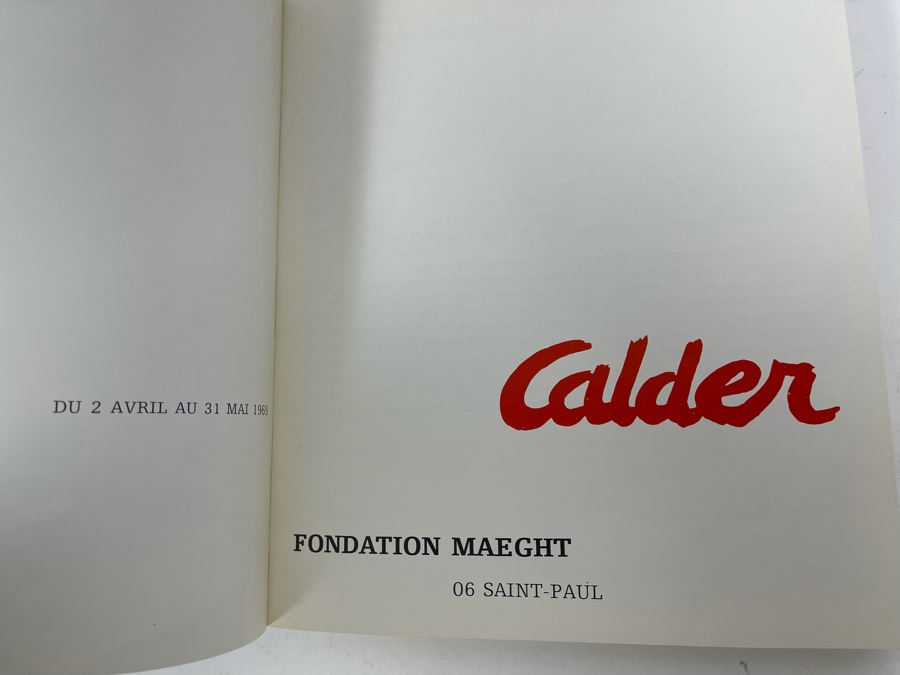 DU 2 AVRIL AU 31 MAI 1969
Calder
FONDATION MAEGHT
06 SAINT-PAUL